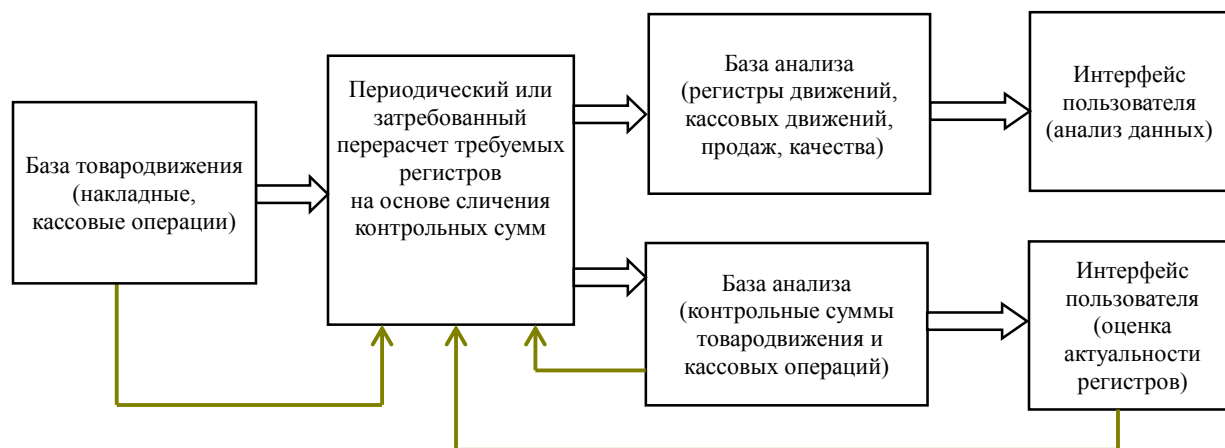 База товародвижения
(накладные,
кассовые операции)
Периодический или
затребованный
перерасчет требуемых
регистров
на основе сличения
контрольных сумм
База анализа
(регистры движений,
кассовых движений,
продаж, качества)
Интерфейс
пользователя
(анализ данных)
База анализа
(контрольные суммы
товародвижения и
кассовых операций)
Интерфейс
пользователя
(оценка
актуальности
регистров)